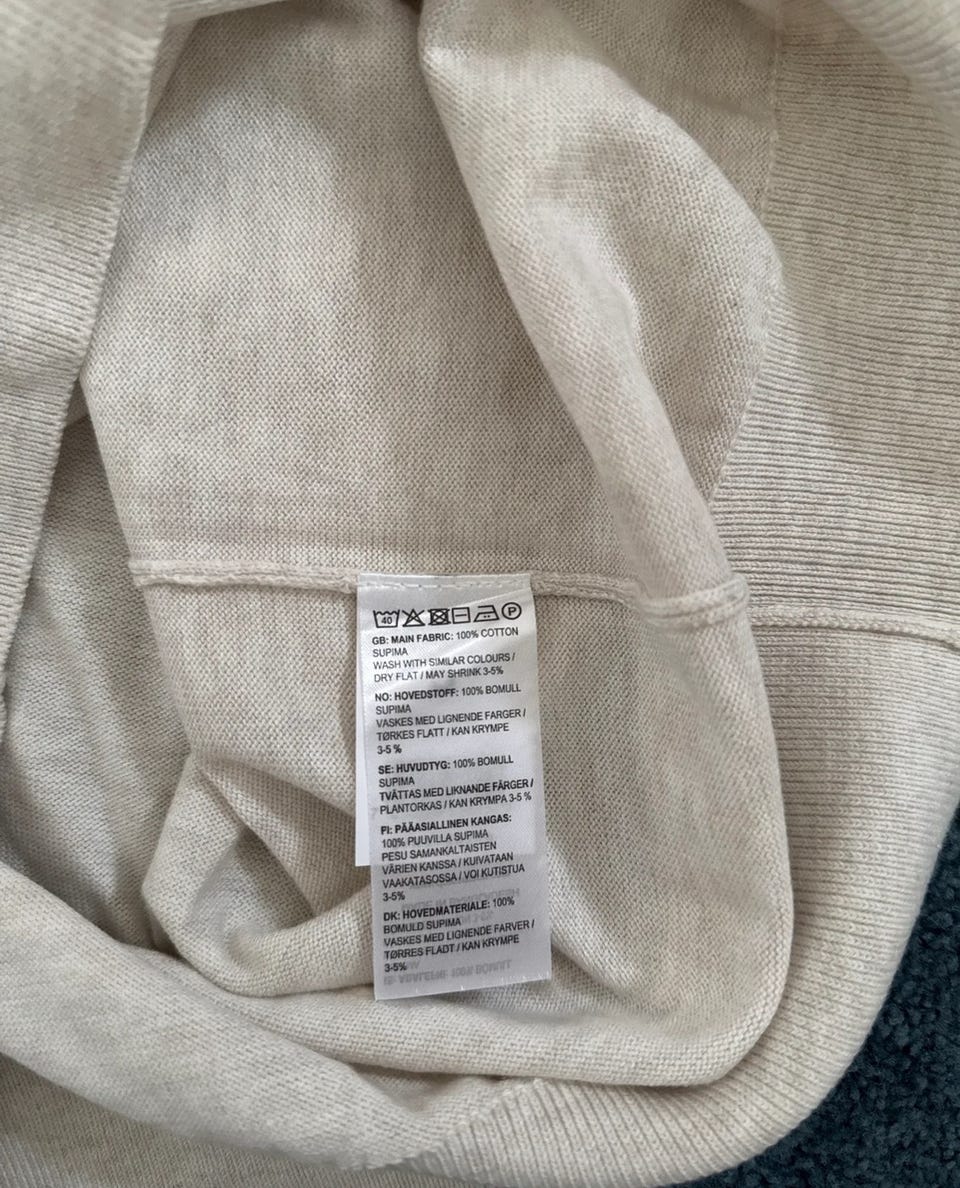 40 P
GB: MAIN FABRIC: 100% COTTON
SUPIMA
WASH WITH SIMILAR COLOURS /
DRY FLAT / MAY SHRINK 3-5%
NO: HOVEDSTOFF: 100% BOMULL
SUPIMA
VASKES MED LIGNENDE FARGER /
TØRKES FLATT / KAN KRYMPE
3-5 %
SE: HUVUDTYG: 100% BOMULL
SUPIMA
TVÄTTAS MED LIKNANDE FÄRGER /
PLANTORKAS / KAN KRYMPA 3-5 %
FI: PÄÄASIALLINEN KANGAS:
100% PUUVILLA SUPIMA
PESU SAMANKALTAISTEN
VÄRIEN KANSSA / KUIVATAAN
VAAKATASOSSA / VOI KUTISTUA
3-5%
DK: HOVEDMATERIALE: 100%
BOMULD SUPIMA
VASKES MED LIGNENDE FARVER /
TØRRES FLADT / KAN KRYMPE
3-5%